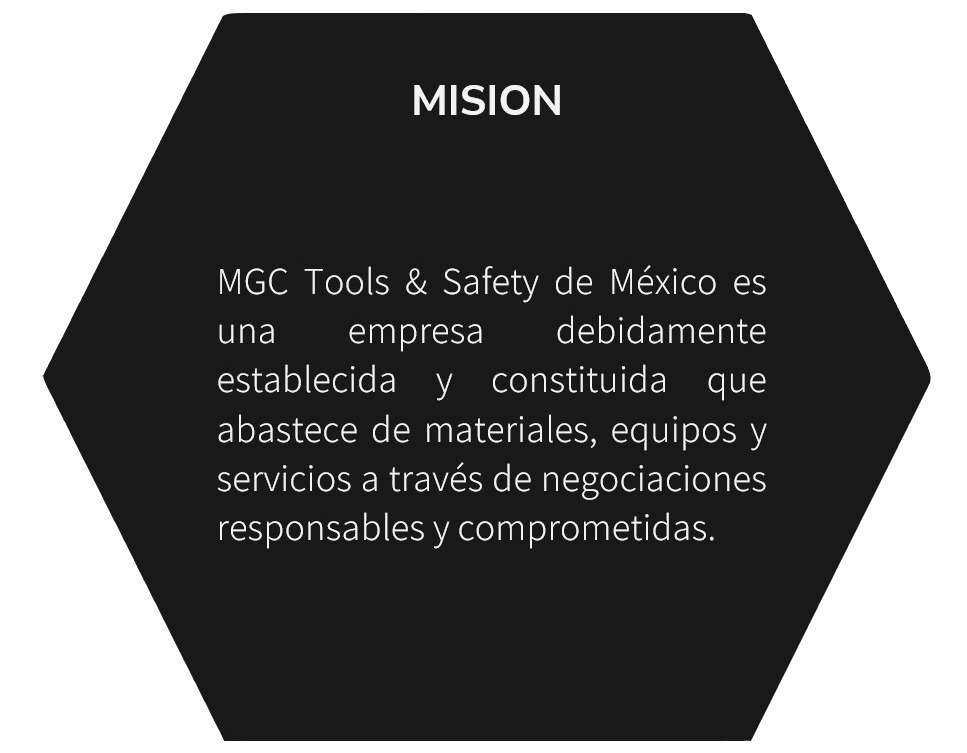 MISION
MGC Tools & Safety de México es
una empresa debidamente
establecida y constituida que
abastece de materiales, equipos y
servicios a través de negociaciones
responsables y comprometidas.